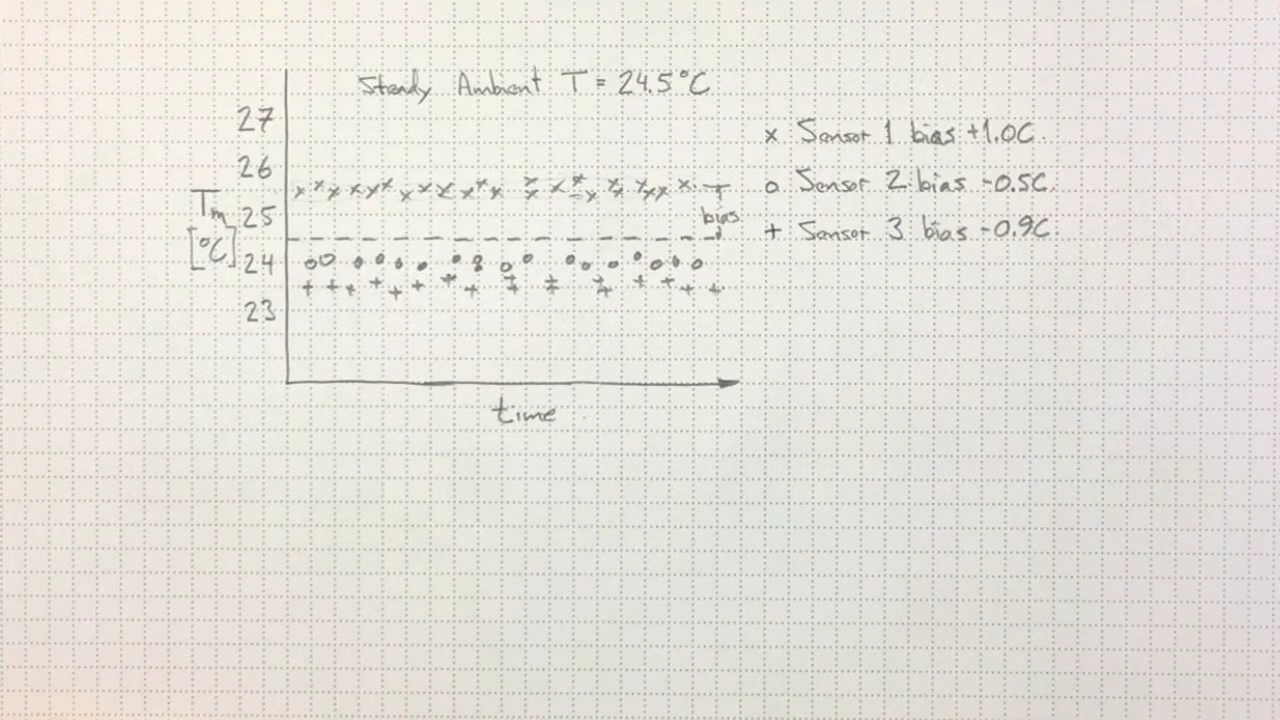 Steady Ambient T = 24.5°C
27
26
25
24
23
Tm
[°C]
bias
time
x Sensor 1 bias +1.0C.
o Sensor 2 bias -0.5C.
+ Sensor 3 bias -0.9C.